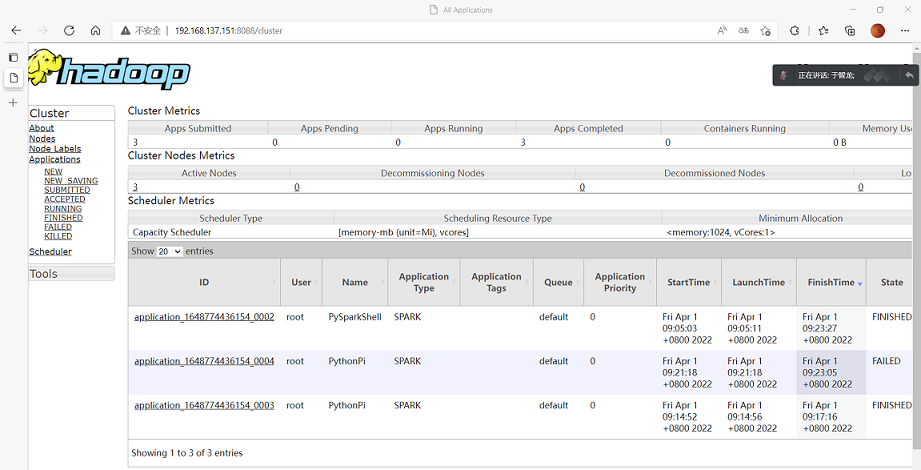 All Applications
不安全 | 192.168.137.151:8088/cluster
hadoop
正在讲话: 于智龙;
Cluster
About
Nodes
Node Labels
Applications
NEW
NEW_SAVING
SUBMITTED
ACCEPTED
RUNNING
FINISHED
FAILED
KILLED
Scheduler
Tools
Cluster Metrics
Apps Submitted Apps Pending Apps Running Apps Completed Containers Running Memory Use
3 0 0 3 0 0 B
Cluster Nodes Metrics
Active Nodes Decommissioning Nodes Decommissioned Nodes Lo
3 0 0 0
Scheduler Metrics
Scheduler Type Scheduling Resource Type Minimum Allocation
Capacity Scheduler [memory-mb (unit=Mi), vcores] <memory:1024, vCores:1>
Show 20 entries
ID User Name Application Type Application Tags Queue Application Priority StartTime LaunchTime FinishTime State
application_1648774436154_0002 root PySparkShell SPARK default 0 Fri Apr 1 09:05:03 +0800 2022 Fri Apr 1 09:05:11 +0800 2022 Fri Apr 1 09:23:27 +0800 2022 FINISHED
application_1648774436154_0004 root PythonPi SPARK default 0 Fri Apr 1 09:21:18 +0800 2022 Fri Apr 1 09:21:18 +0800 2022 Fri Apr 1 09:23:05 +0800 2022 FAILED
application_1648774436154_0003 root PythonPi SPARK default 0 Fri Apr 1 09:14:52 +0800 2022 Fri Apr 1 09:14:56 +0800 2022 Fri Apr 1 09:17:16 +0800 2022 FINISHED
Showing 1 to 3 of 3 entries